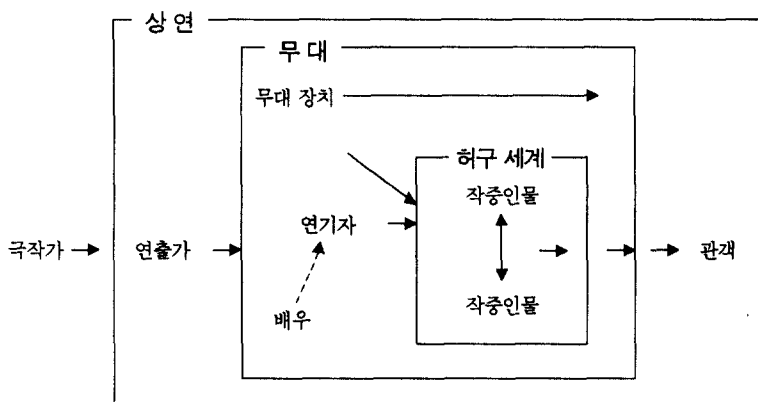 상 연
무 대
무대 장치
허구 세계
작중인물
연기자
극작가
연출가
관객
작중인물
배우